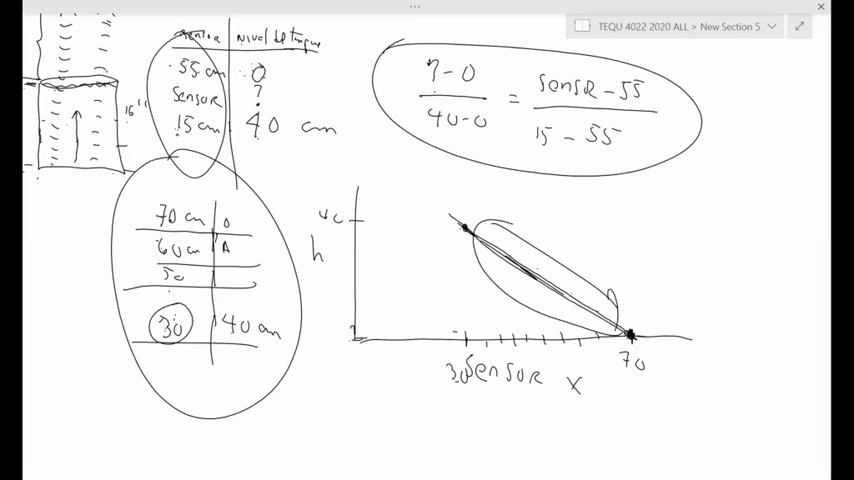 TEQU 4022 2020 ALL > New Section 5
Sensor Nivel del tanque
55 cm 0
Sensor ?
15 cm 40 cm
16''
? - 0 / 40 - 0 = Sensor - 55 / 15 - 55
70 cm 0
60 cm A
50
30 40 cm
40
h
30 70
Sensor X